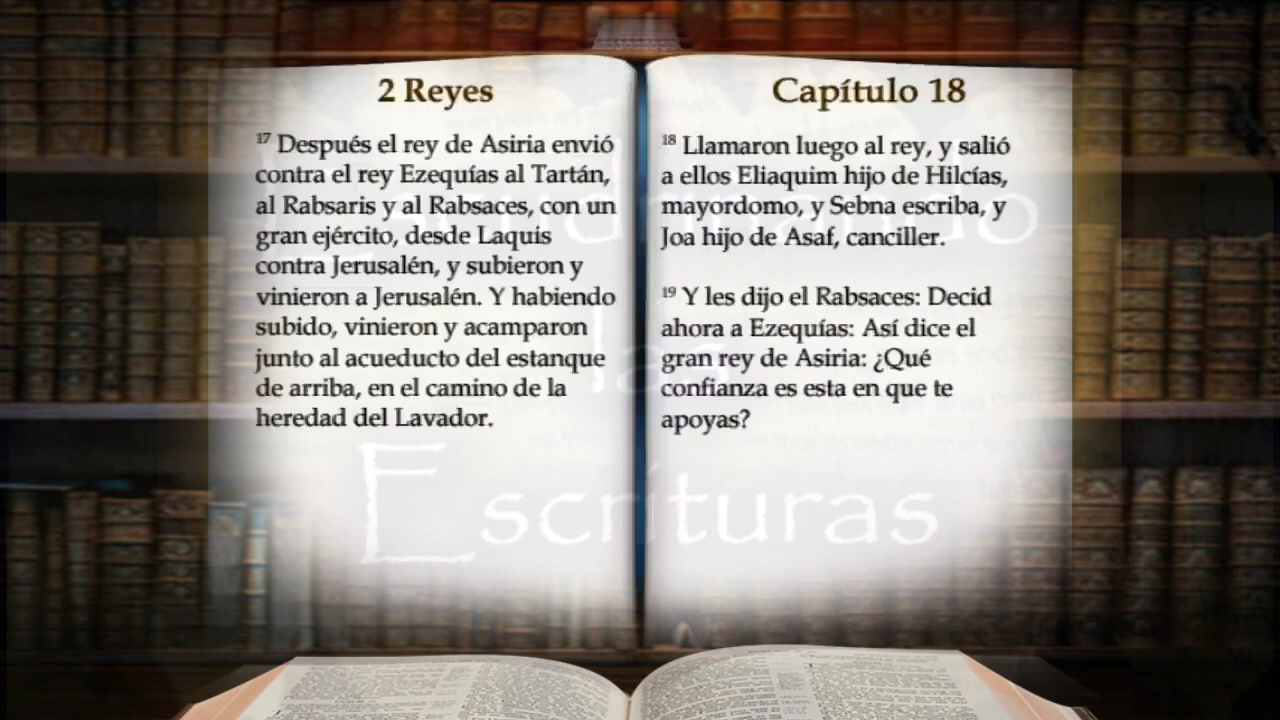 2 Reyes
17 Después el rey de Asiria envió
contra el rey Ezequías al Tartán,
al Rabsaris y al Rabsaces, con un
gran ejército, desde Laquis
contra Jerusalén, y subieron y
vinieron a Jerusalén. Y habiendo
subido, vinieron y acamparon
junto al acueducto del estanque
de arriba, en el camino de la
heredad del Lavador.
Capítulo 18
18 Llamaron luego al rey, y salió
a ellos Eliaquim hijo de Hilcías,
mayordomo, y Sebna escriba, y
Joa hijo de Asaf, canciller.
19 Y les dijo el Rabsaces: Decid
ahora a Ezequías: Así dice el
gran rey de Asiria: ¿Qué
confianza es esta en que te
apoyas?
las
Escrituras